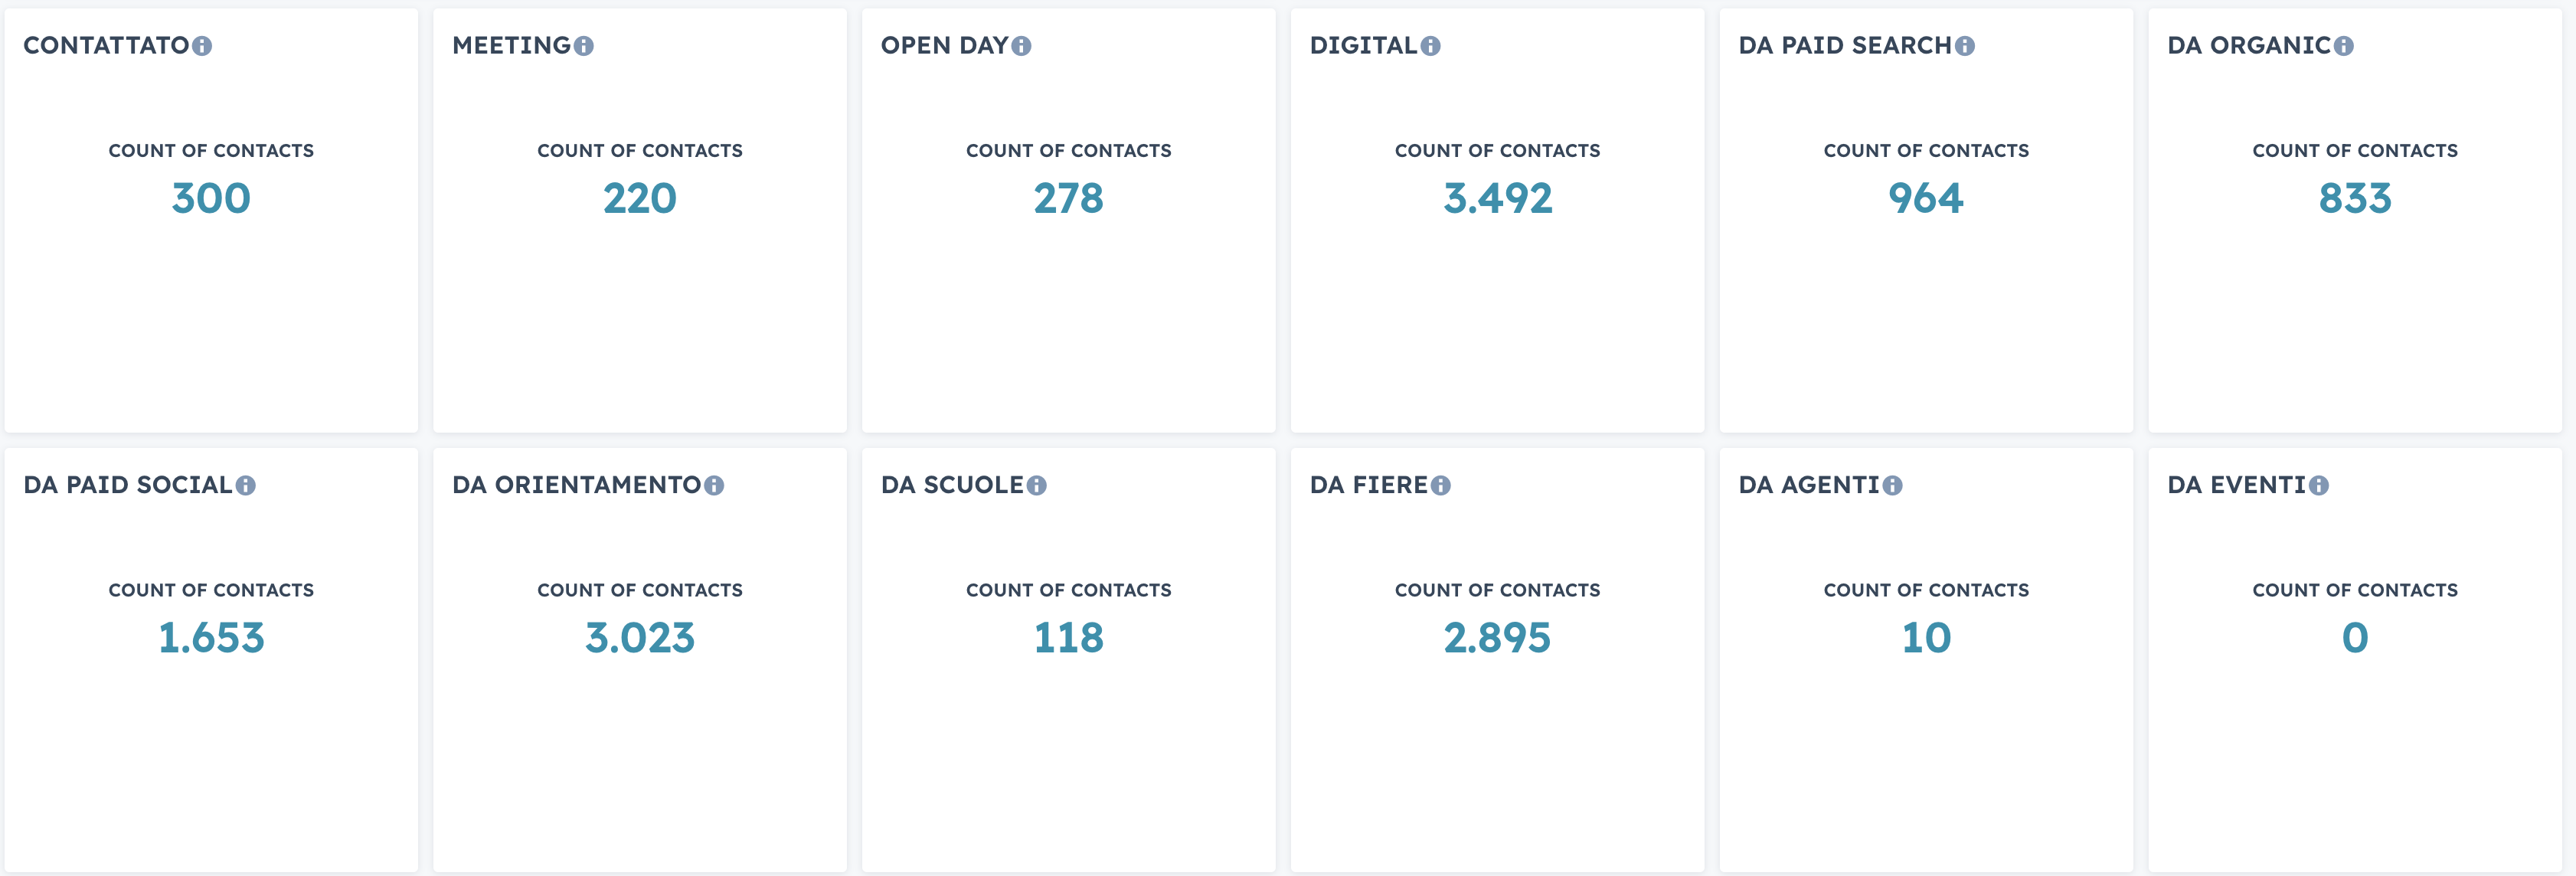 CONTATTATO
COUNT OF CONTACTS
300
MEETING
COUNT OF CONTACTS
220
OPEN DAY
COUNT OF CONTACTS
278
DIGITAL
COUNT OF CONTACTS
3.492
DA PAID SEARCH
COUNT OF CONTACTS
964
DA ORGANIC
COUNT OF CONTACTS
833
DA PAID SOCIAL
COUNT OF CONTACTS
1.653
DA ORIENTAMENTO
COUNT OF CONTACTS
3.023
DA SCUOLE
COUNT OF CONTACTS
118
DA FIERE
COUNT OF CONTACTS
2.895
DA AGENTI
COUNT OF CONTACTS
10
DA EVENTI
COUNT OF CONTACTS
0